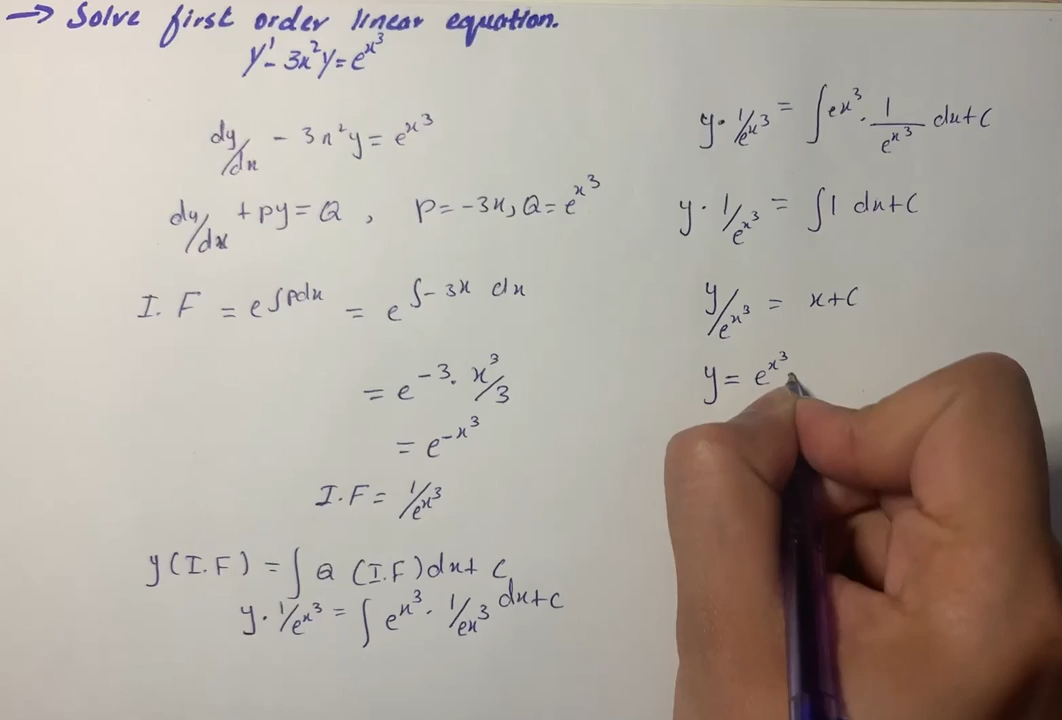 → Solve first order linear equation.
y' - 3x²y = e^x³
dy/dx - 3x²y = e^x³
dy/dx + py = Q , p = -3x, Q = e^x³
I.F = e^∫pdx = e^∫-3x dx
= e^-3. x³/3
= e^-x³
I.F = 1/e^x³
y(I.F) = ∫ Q (I.F) dx + C
y. 1/e^x³ = ∫ e^x³. 1/e^x³ dx + C
y. 1/e^x³ = ∫ e^x³. 1/e^x³ dx + C
y. 1/e^x³ = ∫ 1 dx + C
y/e^x³ = x + C
y = e^x³